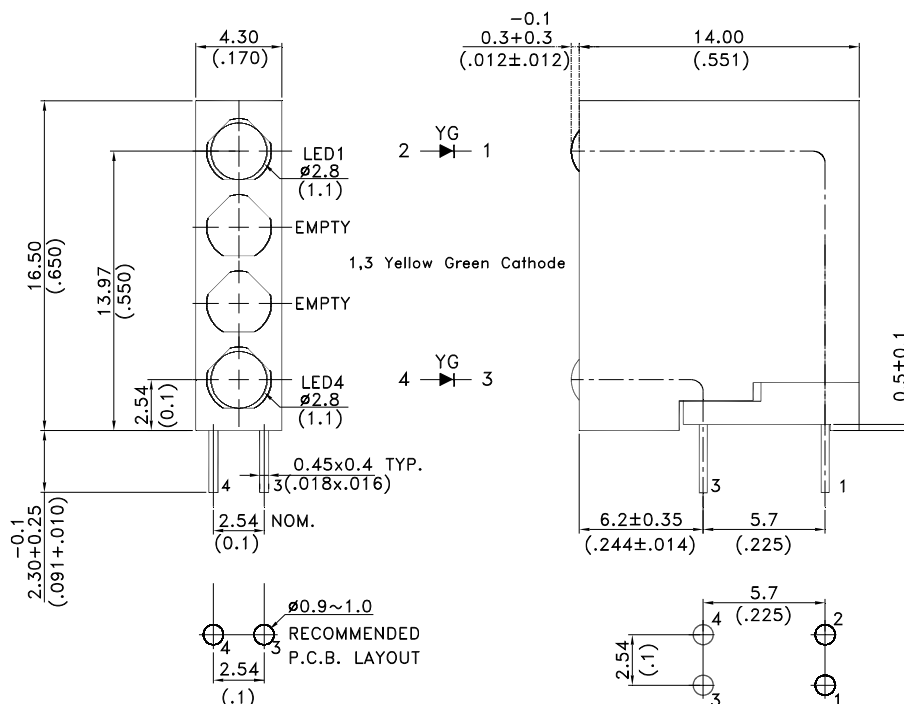 4.30
(.170)
-0.1
0.3+0.3
(.012±.012)
14.00
(.551)
LED1
ø2.8
(1.1)
2 YG 1
EMPTY
1,3 Yellow Green Cathode
EMPTY
16.50
(.650)
13.97
(.550)
2.54
(0.1)
LED4
ø2.8
(1.1)
4 YG 3
0.5±0.1
4
3
0.45x0.4 TYP.
(.018x.016)
2.54 NOM.
(0.1)
-0.1
2.30+0.25
(.091+.010)
3
1
6.2±0.35
(.244±.014)
5.7
(.225)
ø0.9~1.0
4
3
RECOMMENDED
P.C.B. LAYOUT
2.54
(.1)
5.7
(.225)
4
2
2.54
(.1)
3
1